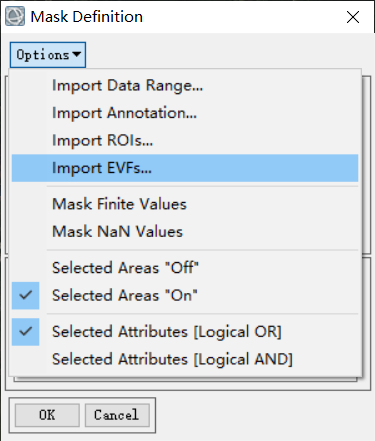 Mask Definition
Options
Import Data Range...
Import Annotation...
Import ROIs...
Import EVFs...
Mask Finite Values
Mask NaN Values
Selected Areas "Off"
Selected Areas "On"
Selected Attributes [Logical OR]
Selected Attributes [Logical AND]
OK Cancel